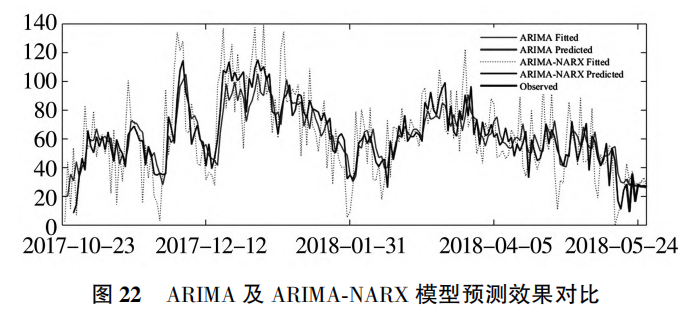 140
120
100
80
60
40
20
0
ARIMA Fitted
ARIMA Predicted
ARIMA-NARX Fitted
ARIMA-NARX Predicted
Observed
2017-10-23 2017-12-12 2018-01-31 2018-04-05 2018-05-24
图 22 ARIMA 及 ARIMA-NARX 模型预测效果对比